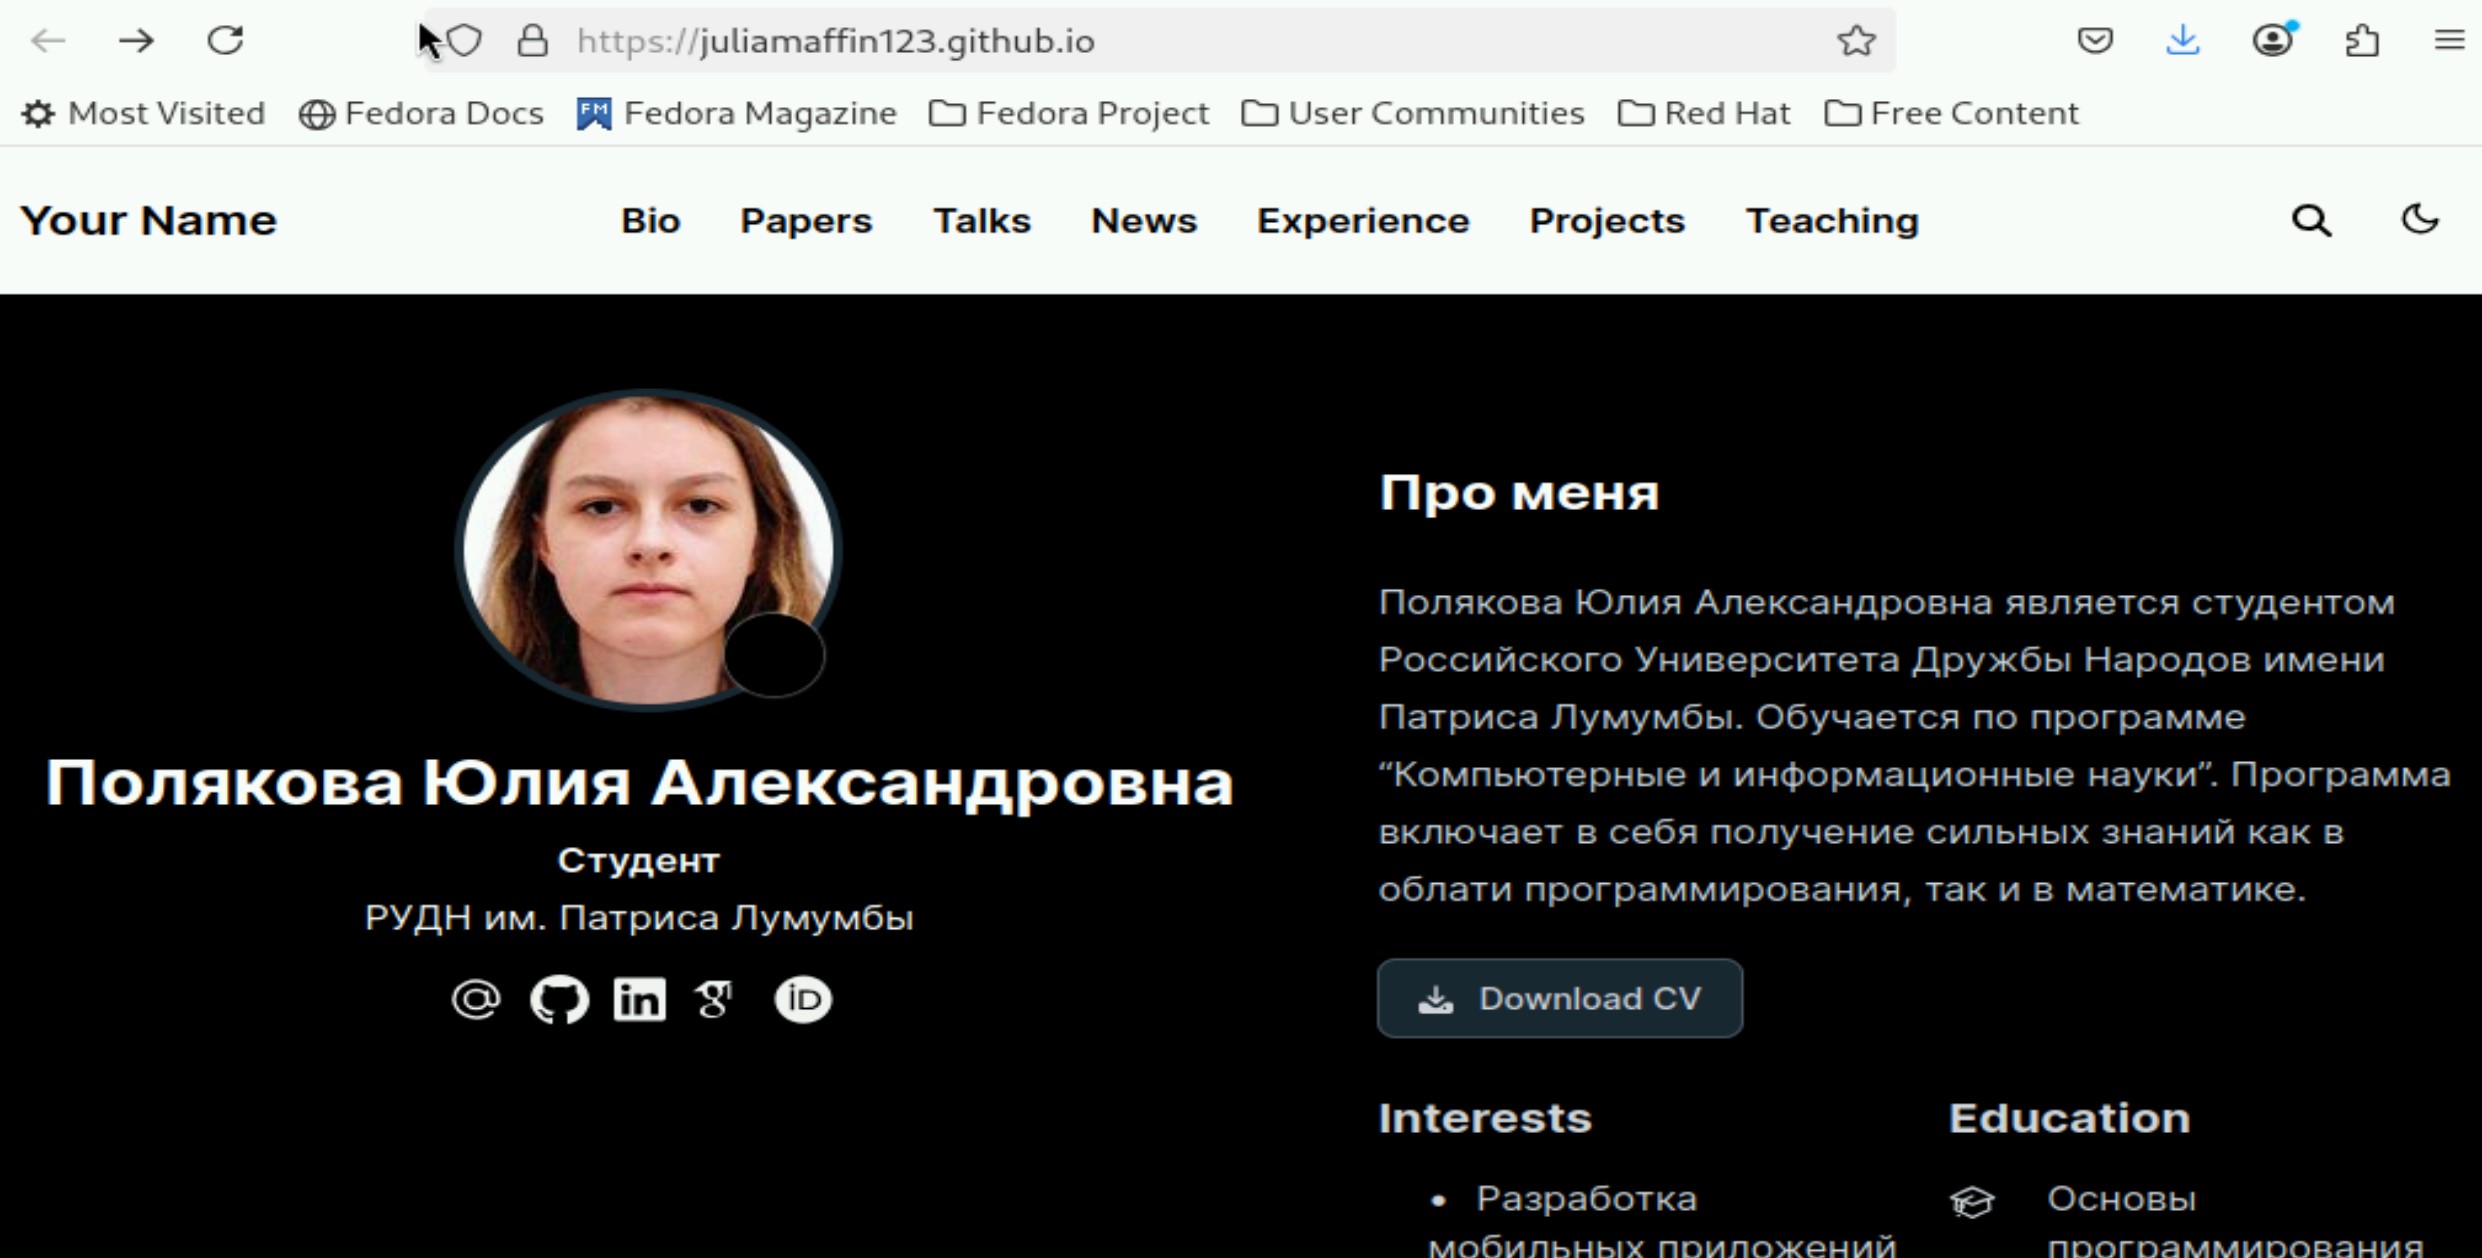 https://juliamaffin123.github.io
Most Visited Fedora Docs FM Fedora Magazine Fedora Project User Communities Red Hat Free Content
Your Name Bio Papers Talks News Experience Projects Teaching
Полякова Юлия Александровна
Студент
РУДН им. Патриса Лумумбы
in g iD
Про меня
Полякова Юлия Александровна является студентом
Российского Университета Дружбы Народов имени
Патриса Лумумбы. Обучается по программе
“Компьютерные и информационные науки”. Программа
включает в себя получение сильных знаний как в
облати программирования, так и в математике.
Download CV
Interests
• Разработка
мобильных приложений
Education
Основы
программирования